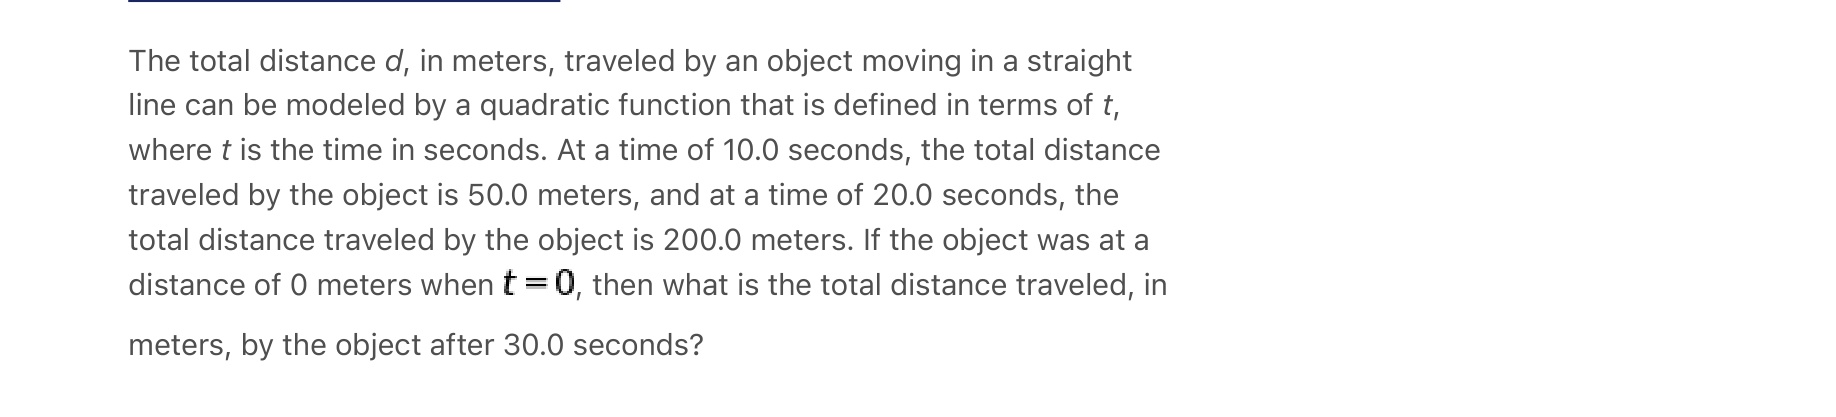 The total distance d, in meters, traveled by an object moving in a straight
line can be modeled by a quadratic function that is defined in terms of t,
where t is the time in seconds. At a time of 10.0 seconds, the total distance
traveled by the object is 50.0 meters, and at a time of 20.0 seconds, the
total distance traveled by the object is 200.0 meters. If the object was at a
distance of 0 meters when t = 0, then what is the total distance traveled, in
meters, by the object after 30.0 seconds?